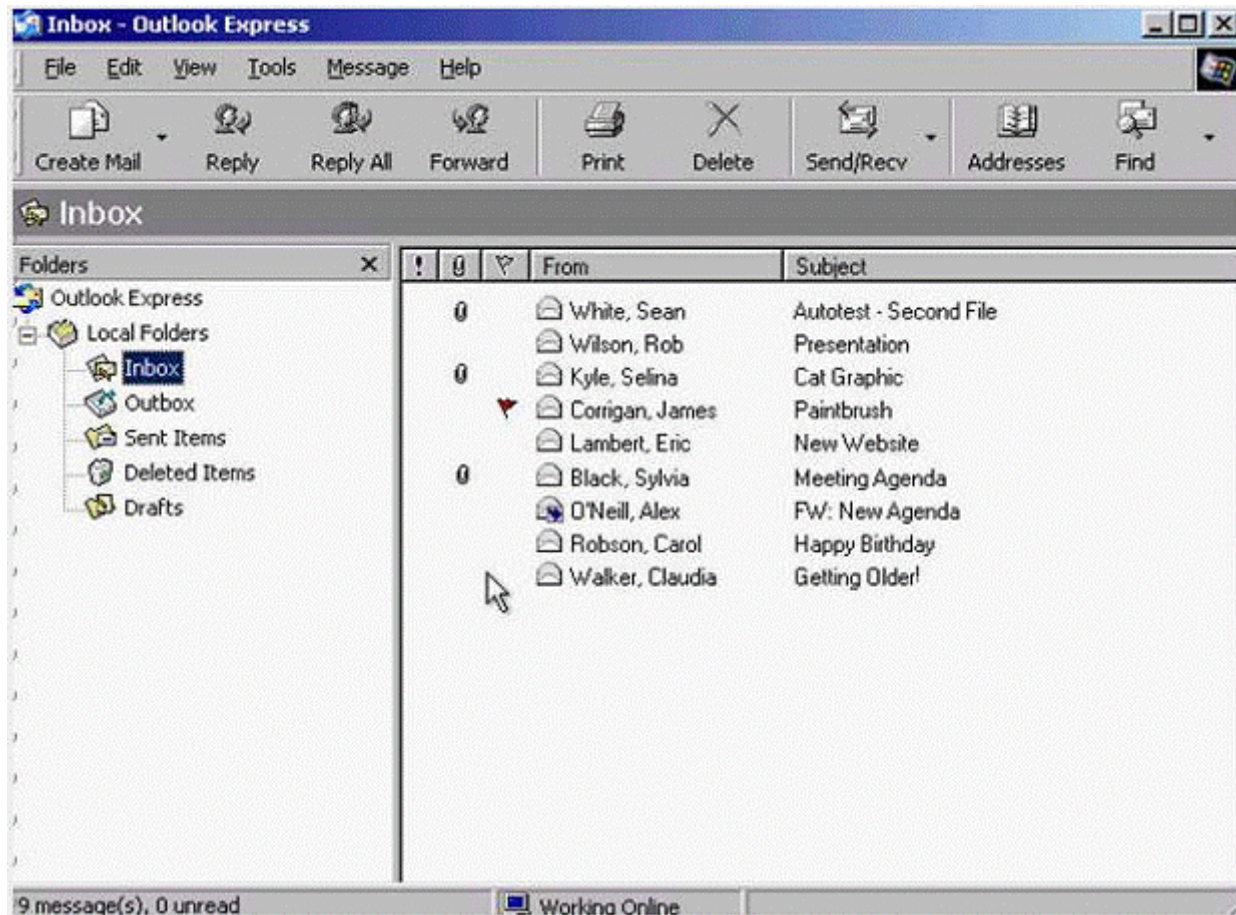 Inbox - Outlook Express
File Edit View Tools Message Help
Create Mail Reply Reply All Forward Print Delete Send/Recv Addresses Find
Inbox
Folders
Outlook Express
Local Folders
Inbox
Outbox
Sent Items
Deleted Items
Drafts
! From Subject
White, Sean Autotest - Second File
Wilson, Rob Presentation
Kyle, Selina Cat Graphic
Corrigan, James Paintbrush
Lambert, Eric New Website
Black, Sylvia Meeting Agenda
O'Neill, Alex FW: New Agenda
Robson, Carol Happy Birthday
Walker, Claudia Getting Older!
9 message(s), 0 unread Working Online